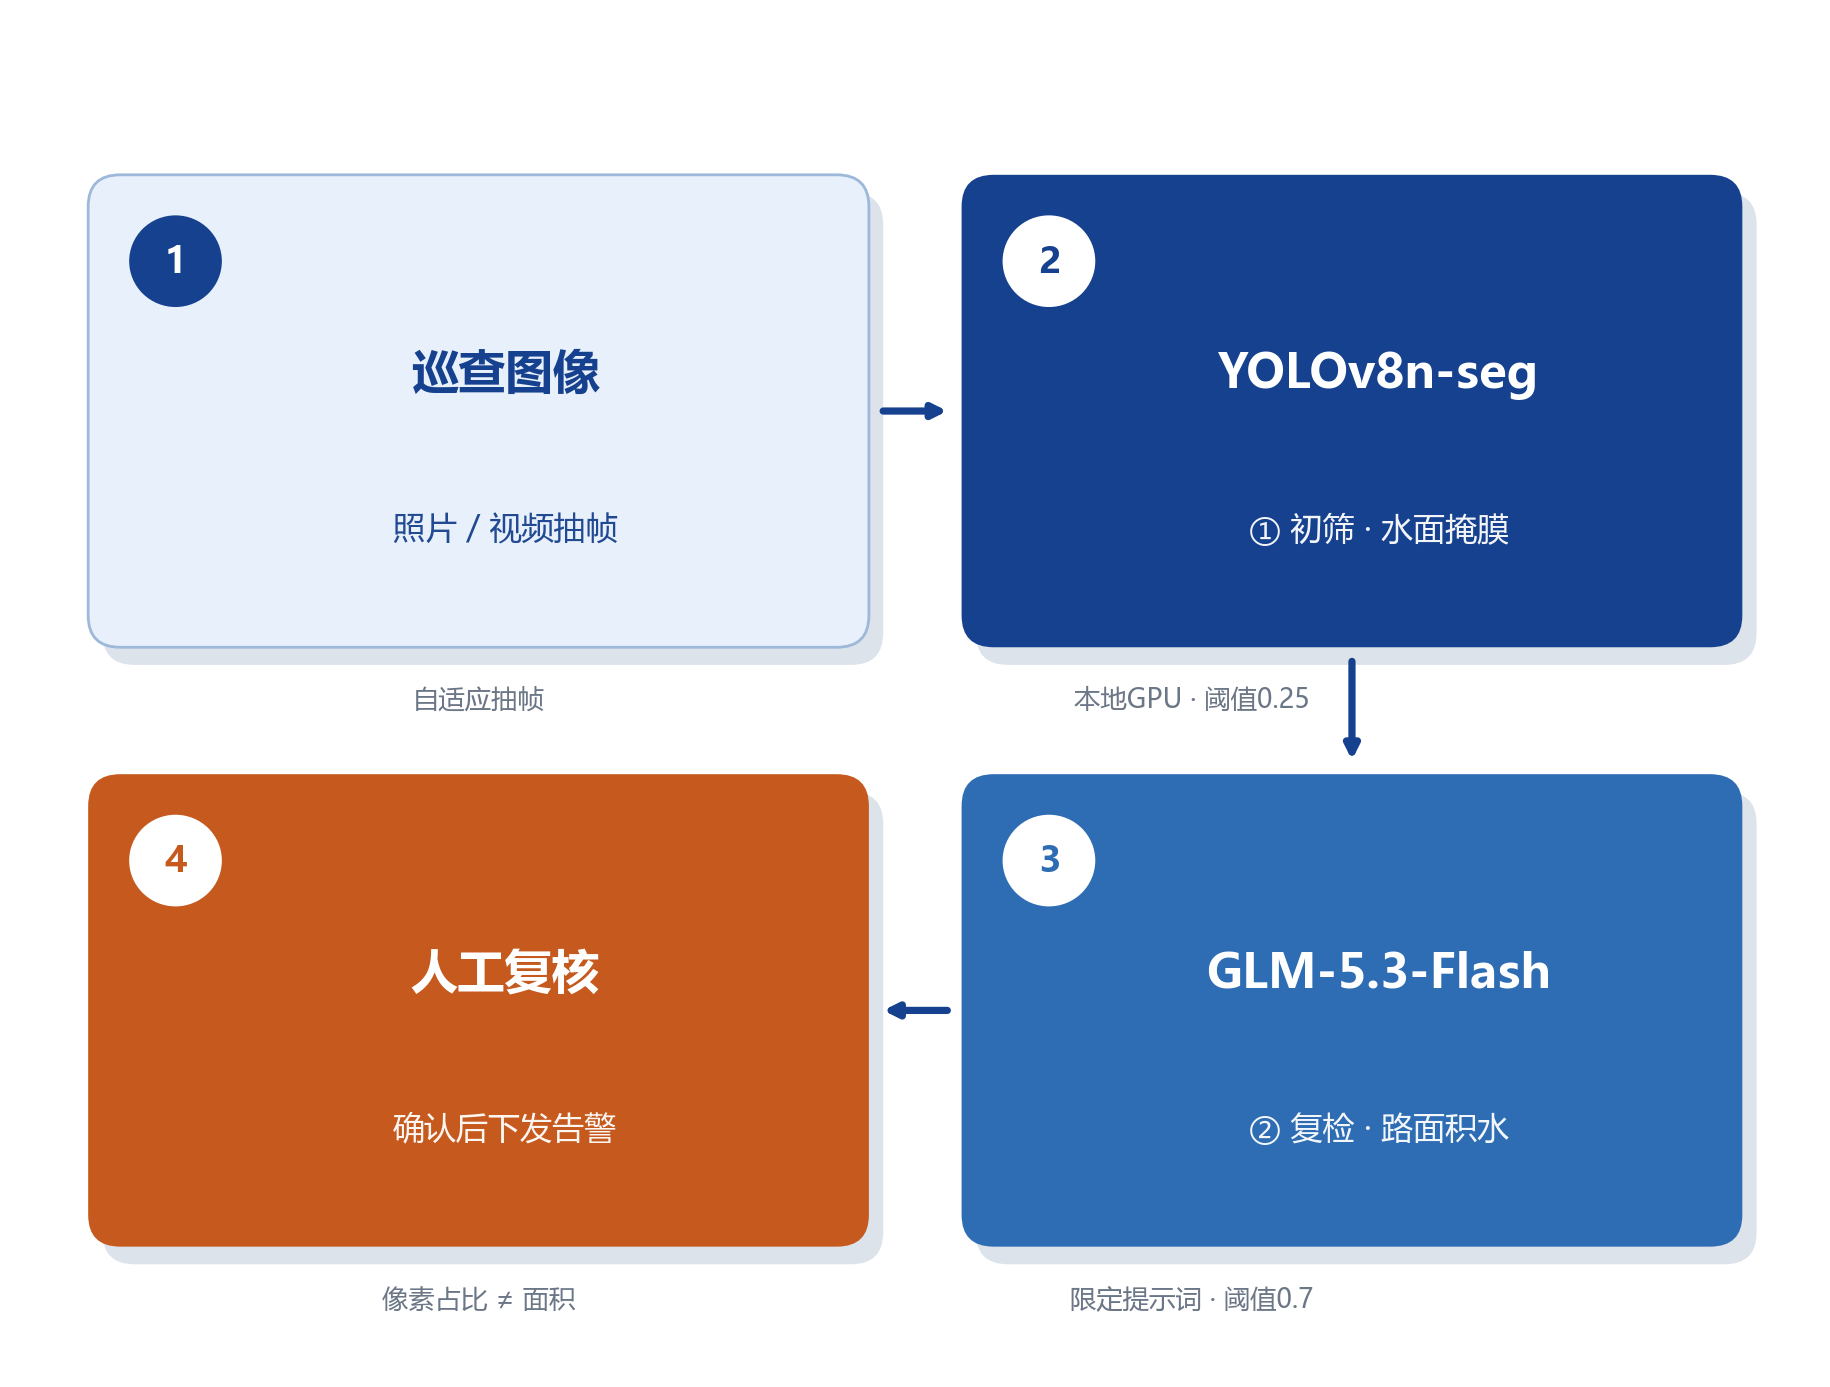 1
巡查图像
照片 / 视频抽帧
自适应抽帧
2
YOLOv8n-seg
① 初筛 · 水面掩膜
本地GPU · 阈值0.25
3
GLM-5.3-Flash
② 复检 · 路面积水
限定提示词 · 阈值0.7
4
人工复核
确认后下发告警
像素占比 ≠ 面积